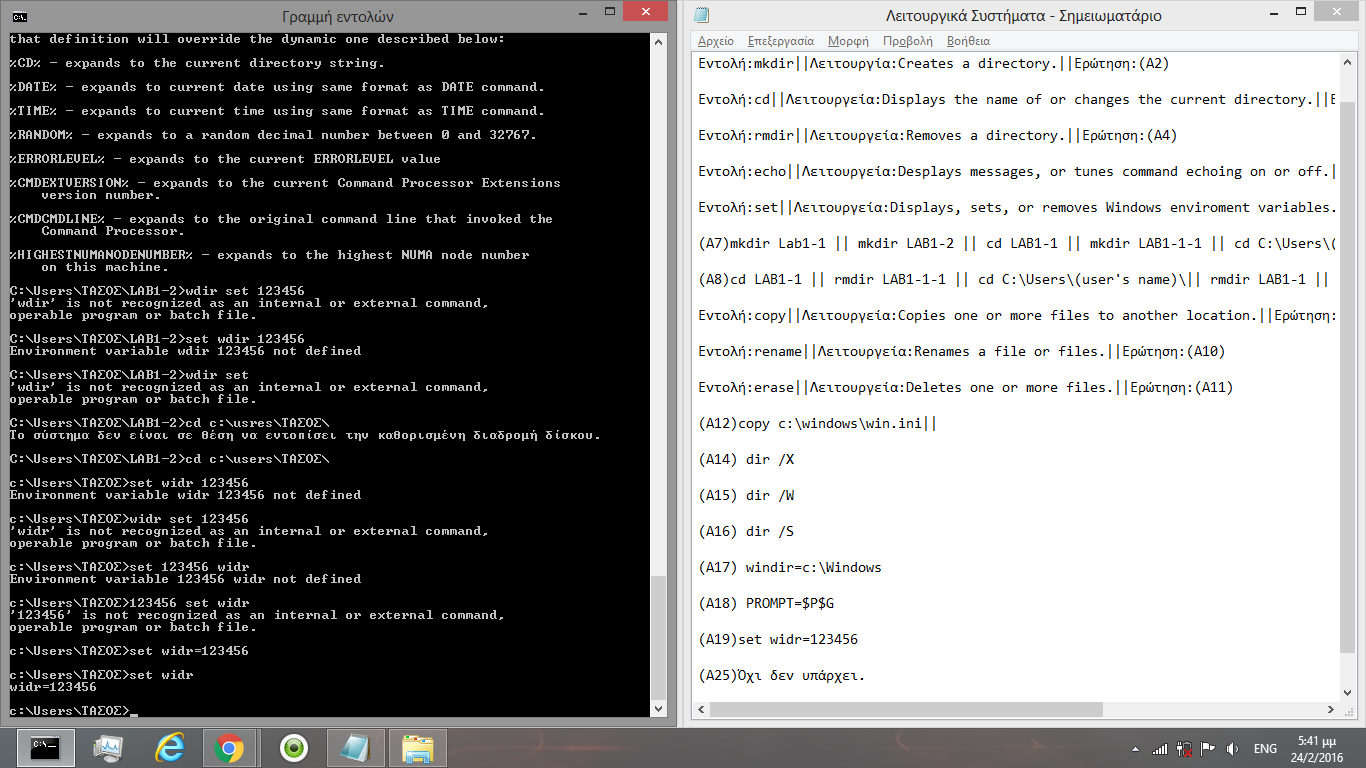 Γραμμή εντολών
that definition will override the dynamic one described below:
%CD% - expands to the current directory string.
%DATE% - expands to current date using same format as DATE command.
%TIME% - expands to current time using same format as TIME command.
%RANDOM% - expands to a random decimal number between 0 and 32767.
%ERRORLEVEL% - expands to the current ERRORLEVEL value
%CMDEXTVERSION% - expands to the current Command Processor Extensions
version number.
%CMDCMDLINE% - expands to the original command line that invoked the
Command Processor.
%HIGHESTNUMANODENUMBER% - expands to the highest NUMA node number
on this machine.
C:\Users\ΤΑΣΟΣ\LAB1-2>wdir set 123456
'wdir' is not recognized as an internal or external command,
operable program or batch file.
C:\Users\ΤΑΣΟΣ\LAB1-2>set wdir 123456
Environment variable wdir 123456 not defined
C:\Users\ΤΑΣΟΣ\LAB1-2>wdir set
'wdir' is not recognized as an internal or external command,
operable program or batch file.
C:\Users\ΤΑΣΟΣ\LAB1-2>cd c:\usres\ΤΑΣΟΣ\
Το σύστημα δεν είναι σε θέση να εντοπίσει την καθορισμένη διαδρομή δίσκου.
C:\Users\ΤΑΣΟΣ\LAB1-2>cd c:\users\ΤΑΣΟΣ\
c:\Users\ΤΑΣΟΣ>set widr 123456
Environment variable widr 123456 not defined
c:\Users\ΤΑΣΟΣ>widr set 123456
'widr' is not recognized as an internal or external command,
operable program or batch file.
c:\Users\ΤΑΣΟΣ>set 123456 widr
Environment variable 123456 widr not defined
c:\Users\ΤΑΣΟΣ>123456 set widr
'123456' is not recognized as an internal or external command,
operable program or batch file.
c:\Users\ΤΑΣΟΣ>set widr=123456
c:\Users\ΤΑΣΟΣ>set widr
widr=123456
c:\Users\ΤΑΣΟΣ>_
Λειτουργικά Συστήματα - Σημειωματάριο
Αρχείο Επεξεργασία Μορφή Προβολή Βοήθεια
Εντολή:mkdir||Λειτουργία:Creates a directory.||Ερώτηση:(A2)
Εντολή:cd||Λειτουργεία:Displays the name of or changes the current directory.||Ε
Εντολή:rmdir||Λειτουργεία:Removes a directory.||Ερώτηση:(A4)
Εντολή:echo||Λειτουργεία:Desplays messages, or tunes command echoing on or off.|
Εντολή:set||Λειτουργεία:Displays, sets, or removes Windows enviroment variables.
(A7)mkdir Lab1-1 || mkdir LAB1-2 || cd LAB1-1 || mkdir LAB1-1-1 || cd C:\Users\(
(A8)cd LAB1-1 || rmdir LAB1-1-1 || cd C:\Users\(user's name)\|| rmdir LAB1-1 ||
Εντολή:copy||Λειτουργεία:Copies one or more files to another location.||Ερώτηση:
Εντολή:rename||Λειτουργεία:Renames a file or files.||Ερώτηση:(A10)
Εντολή:erase||Λειτουργεία:Deletes one or more files.||Ερώτηση:(A11)
(A12)copy c:\windows\win.ini||
(A14) dir /X
(A15) dir /W
(A16) dir /S
(A17) windir=c:\Windows
(A18) PROMPT=$P$G
(A19)set widr=123456
(A25)Όχι δεν υπάρχει.
ENG
5:41 μμ
24/2/2016